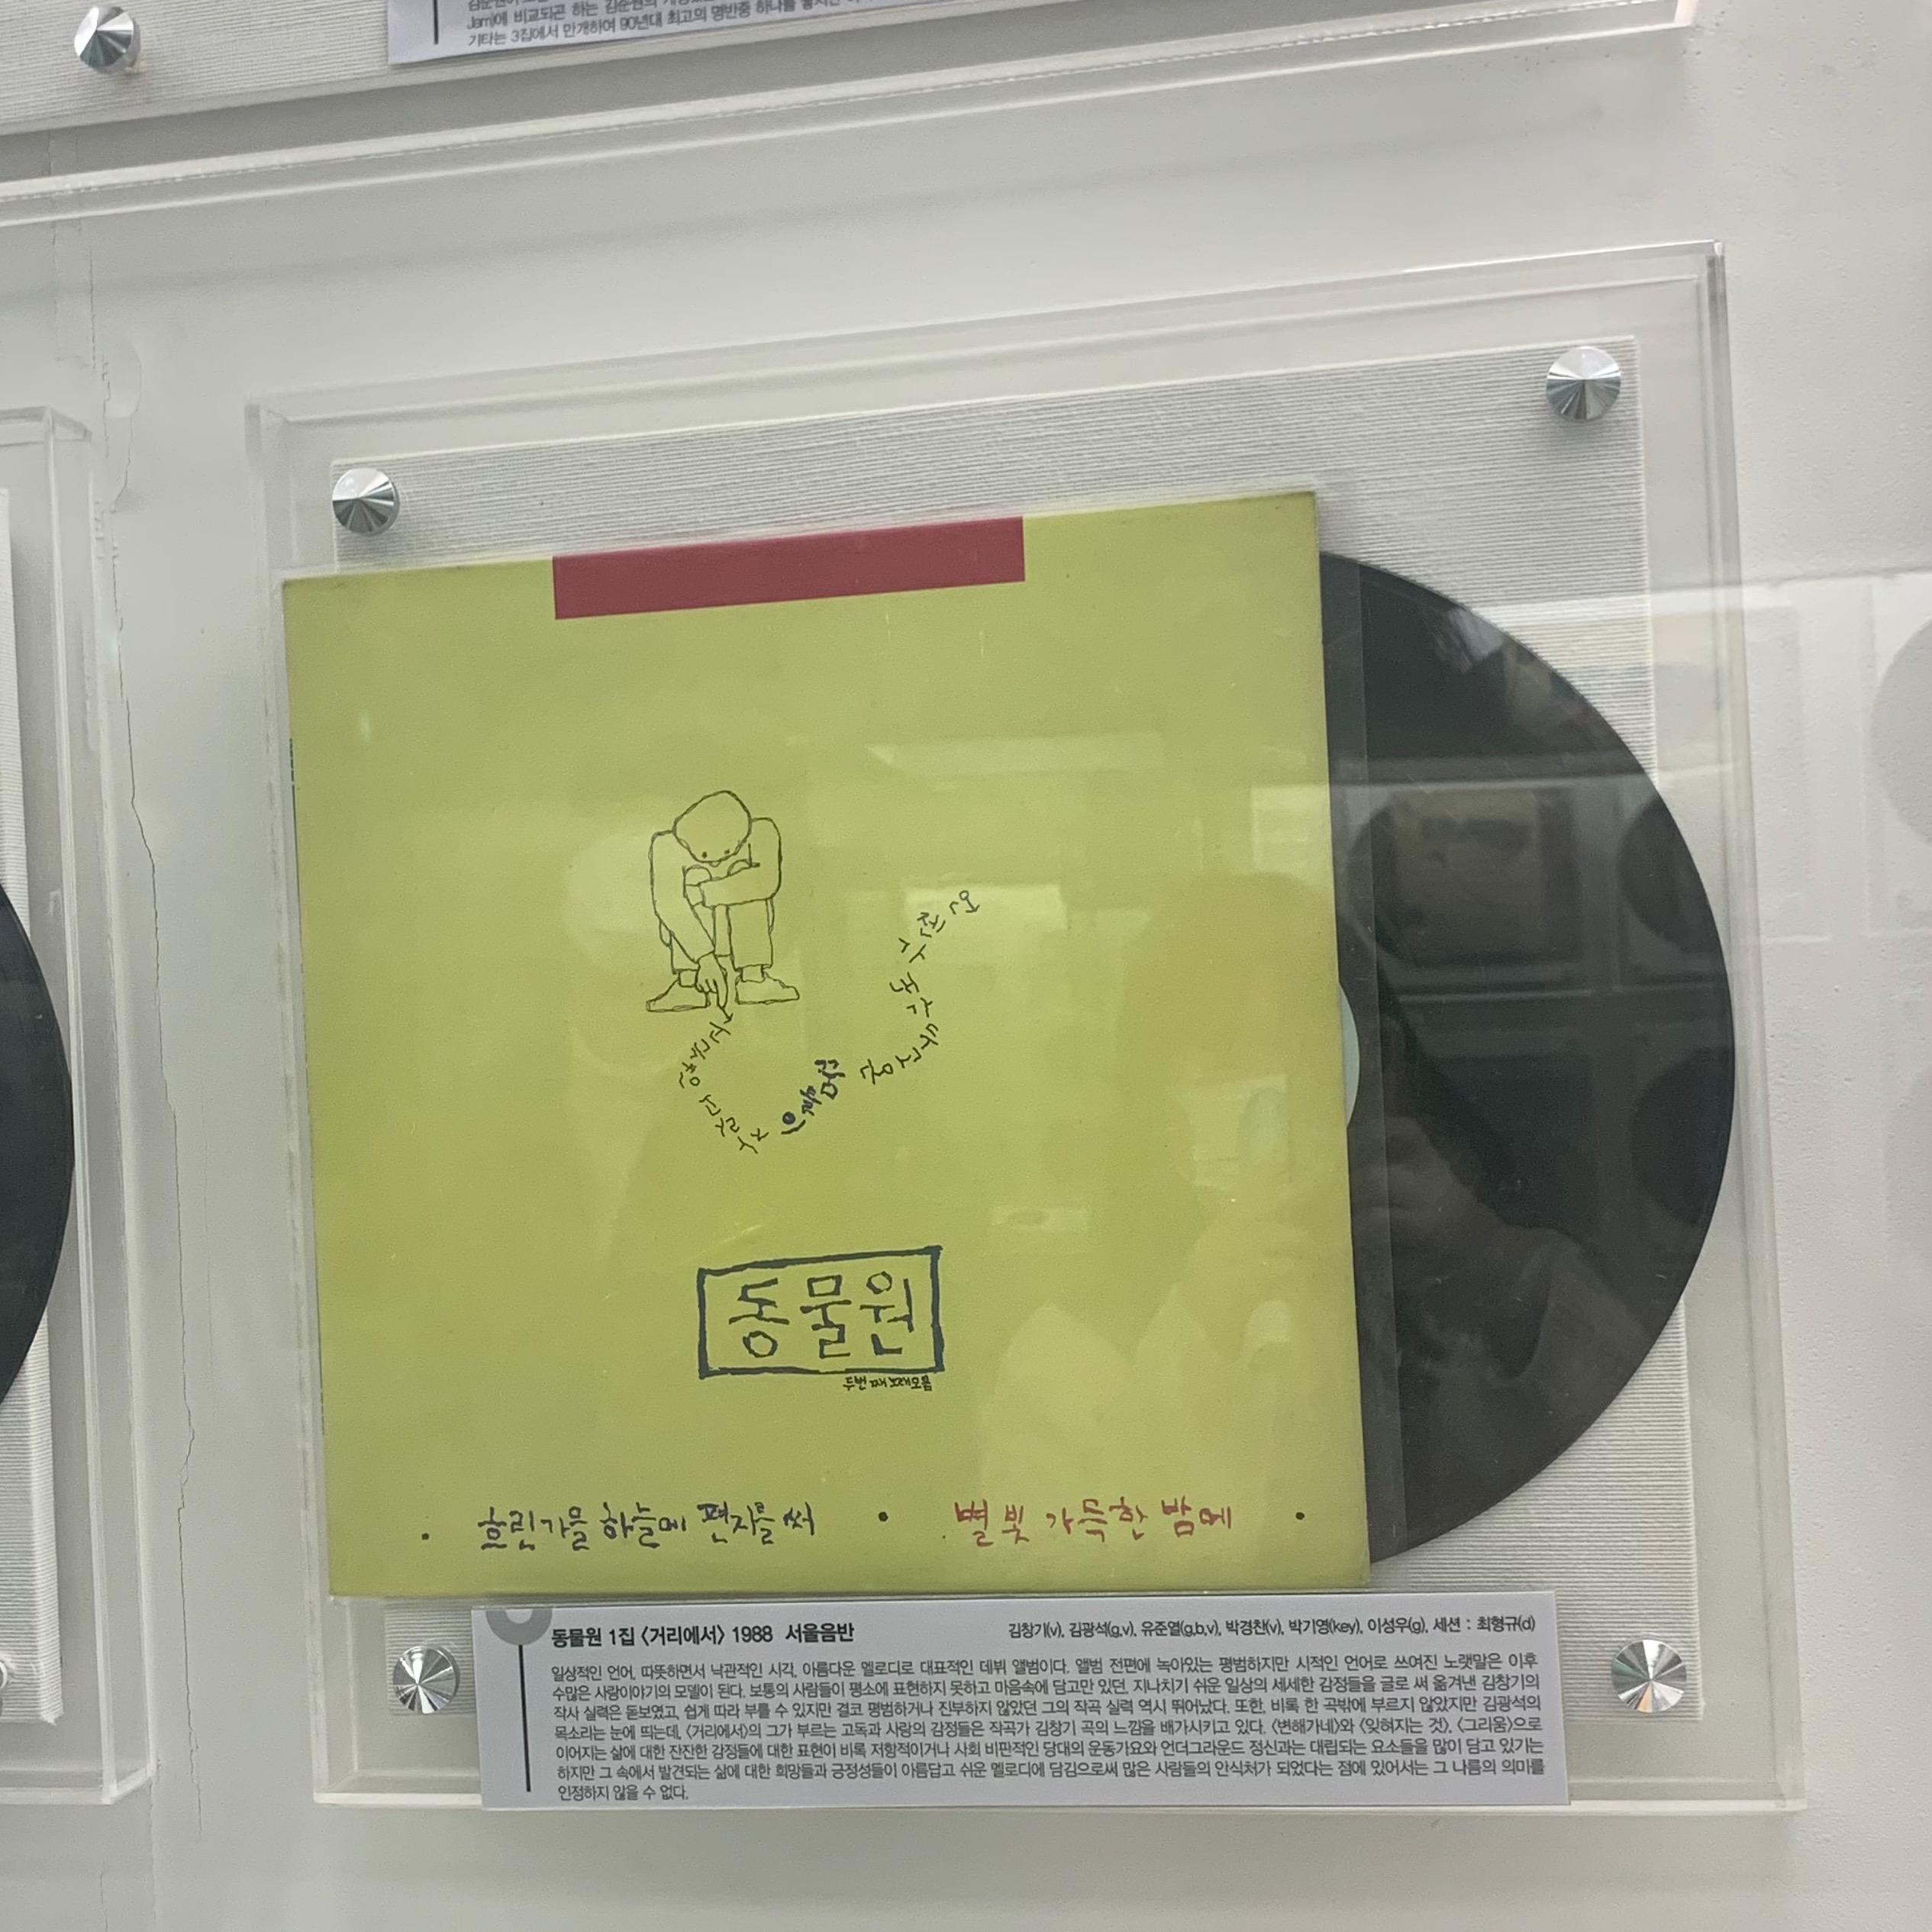 Jam)에 비교되곤 하는 김순원의
기타는 3집에서 만개하여 90년대 최고의 명반중 하나를
동물원
두번째 노래모음
흐린 가을 하늘에 편지를 써
별빛 가득한 밤에
동물원 1집 〈거리에서〉 1988 서울음반
김창기(v), 김광석(g,v), 유준열(g,b,v), 박경찬(v), 박기영(key), 이성우(g), 세션 : 최형규(d)
일상적인 언어, 따뜻하면서 낙관적인 시각, 아름다운 멜로디로 대표적인 데뷔 앨범이다. 앨범 전편에 녹아있는 평범하지만 시적인 언어로 쓰여진 노랫말은 이후
수많은 사랑이야기의 모델이 된다. 보통의 사람들이 평소에 표현하지 못하고 마음속에 담고만 있던, 지나치기 쉬운 일상의 세세한 감정들을 글로 써 옮겨낸 김창기의
작사 실력은 돋보였고, 쉽게 따라 부를 수 있지만 결코 평범하거나 진부하지 않았던 그의 작곡 실력 역시 뛰어났다. 또한, 비록 한 곡밖에 부르지 않았지만 김광석의
목소리는 눈에 띄는데, 〈거리에서〉의 그가 부르는 고독과 사랑의 감정들은 작곡가 김창기 곡의 느낌을 배가시키고 있다. 〈변해가네〉와 〈잊혀지는 것〉, 〈그리움〉으로
이어지는 삶에 대한 잔잔한 감정들에 대한 표현이 비록 저항적이거나 사회 비판적인 당대의 운동가요와 언더그라운드 정신과는 대립되는 요소들을 많이 담고 있기는
하지만 그 속에서 발견되는 삶에 대한 희망들과 긍정성들이 아름답고 쉬운 멜로디에 담김으로써 많은 사람들의 안식처가 되었다는 점에 있어서는 그 나름의 의미를
인정하지 않을 수 없다.